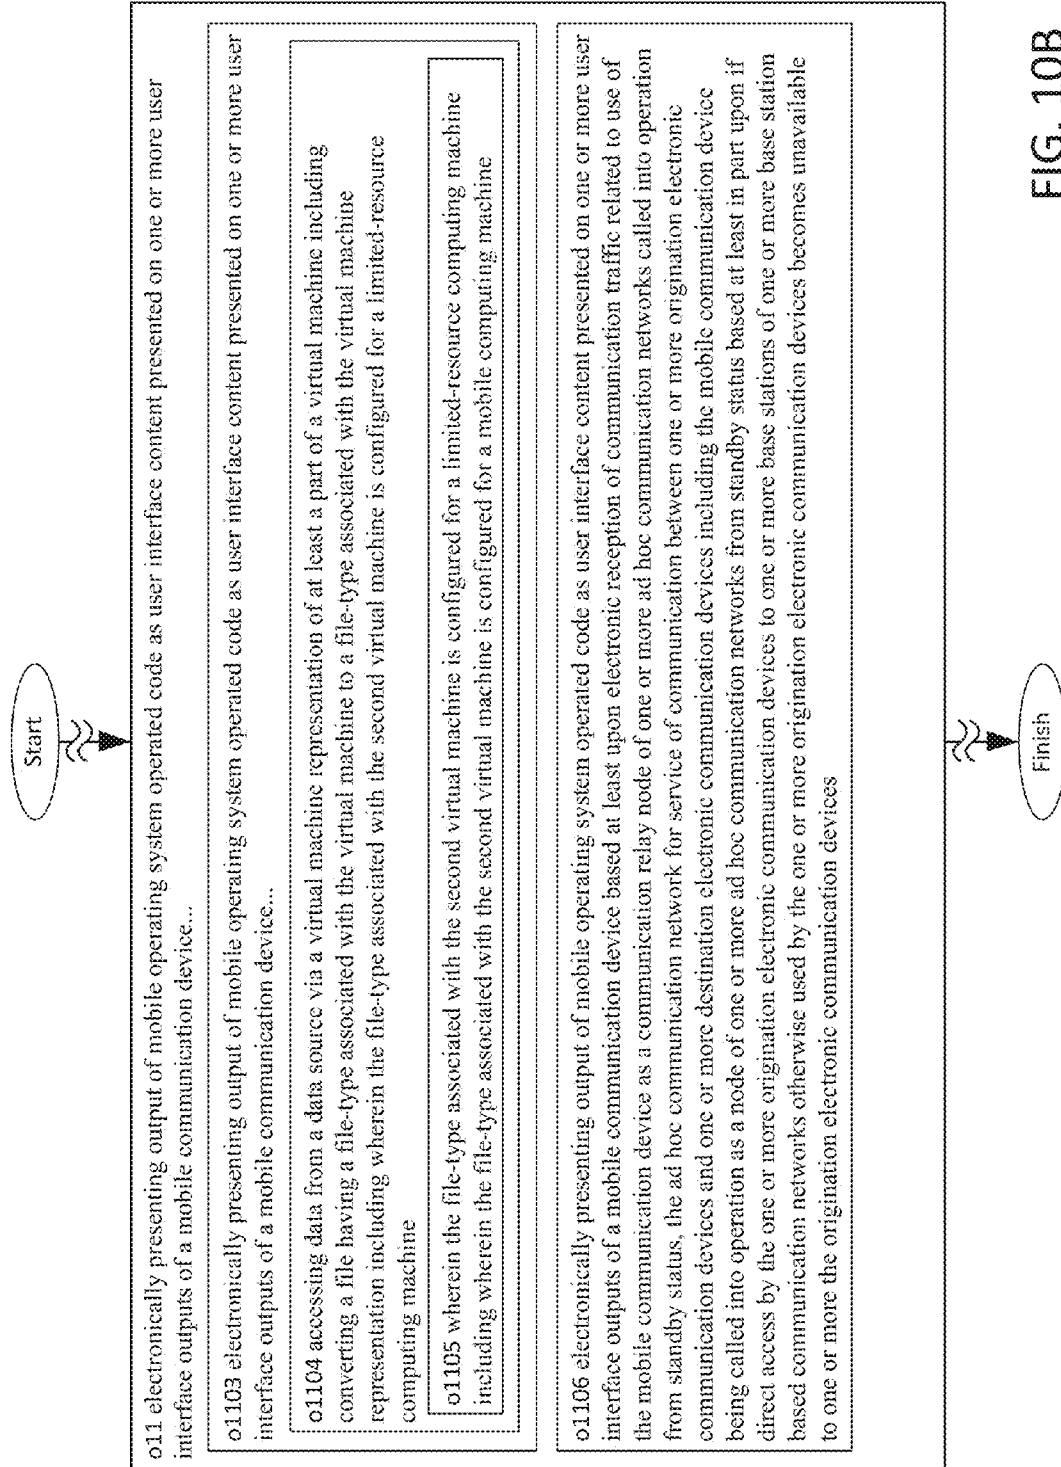 Start
o11 electronically presenting output of mobile operating system operated code as user interface content presented on one or more user
interface outputs of a mobile communication device...
o1103 electronically presenting output of mobile operating system operated code as user interface content presented on one or more user
interface outputs of a mobile communication device...
o1104 accessing data from a data source via a virtual machine representation of at least a part of a virtual machine including
converting a file having a file-type associated with the virtual machine to a file-type associated with the virtual machine
representation including wherein the file-type associated with the second virtual machine is configured for a limited-resource
computing machine
o1105 wherein the file-type associated with the second virtual machine is configured for a limited-resource computing machine
including wherein the file-type associated with the second virtual machine is configured for a mobile computing machine
o1106 electronically presenting output of mobile operating system operated code as user interface content presented on one or more user
interface outputs of a mobile communication device based at least upon electronic reception of communication traffic related to use of
the mobile communication device as a communication relay node of one or more ad hoc communication networks called into operation
from standby status, the ad hoc communication network for service of communication between one or more origination electronic
communication devices and one or more destination electronic communication devices including the mobile communication device
being called into operation as a node of one or more ad hoc communication networks from standby status based at least in part upon if
direct access by the one or more origination electronic communication devices to one or more base stations of one or more base station
based communication networks otherwise used by the one or more origination electronic communication devices becomes unavailable
to one or more the origination electronic communication devices
Finish
FIG. 10B